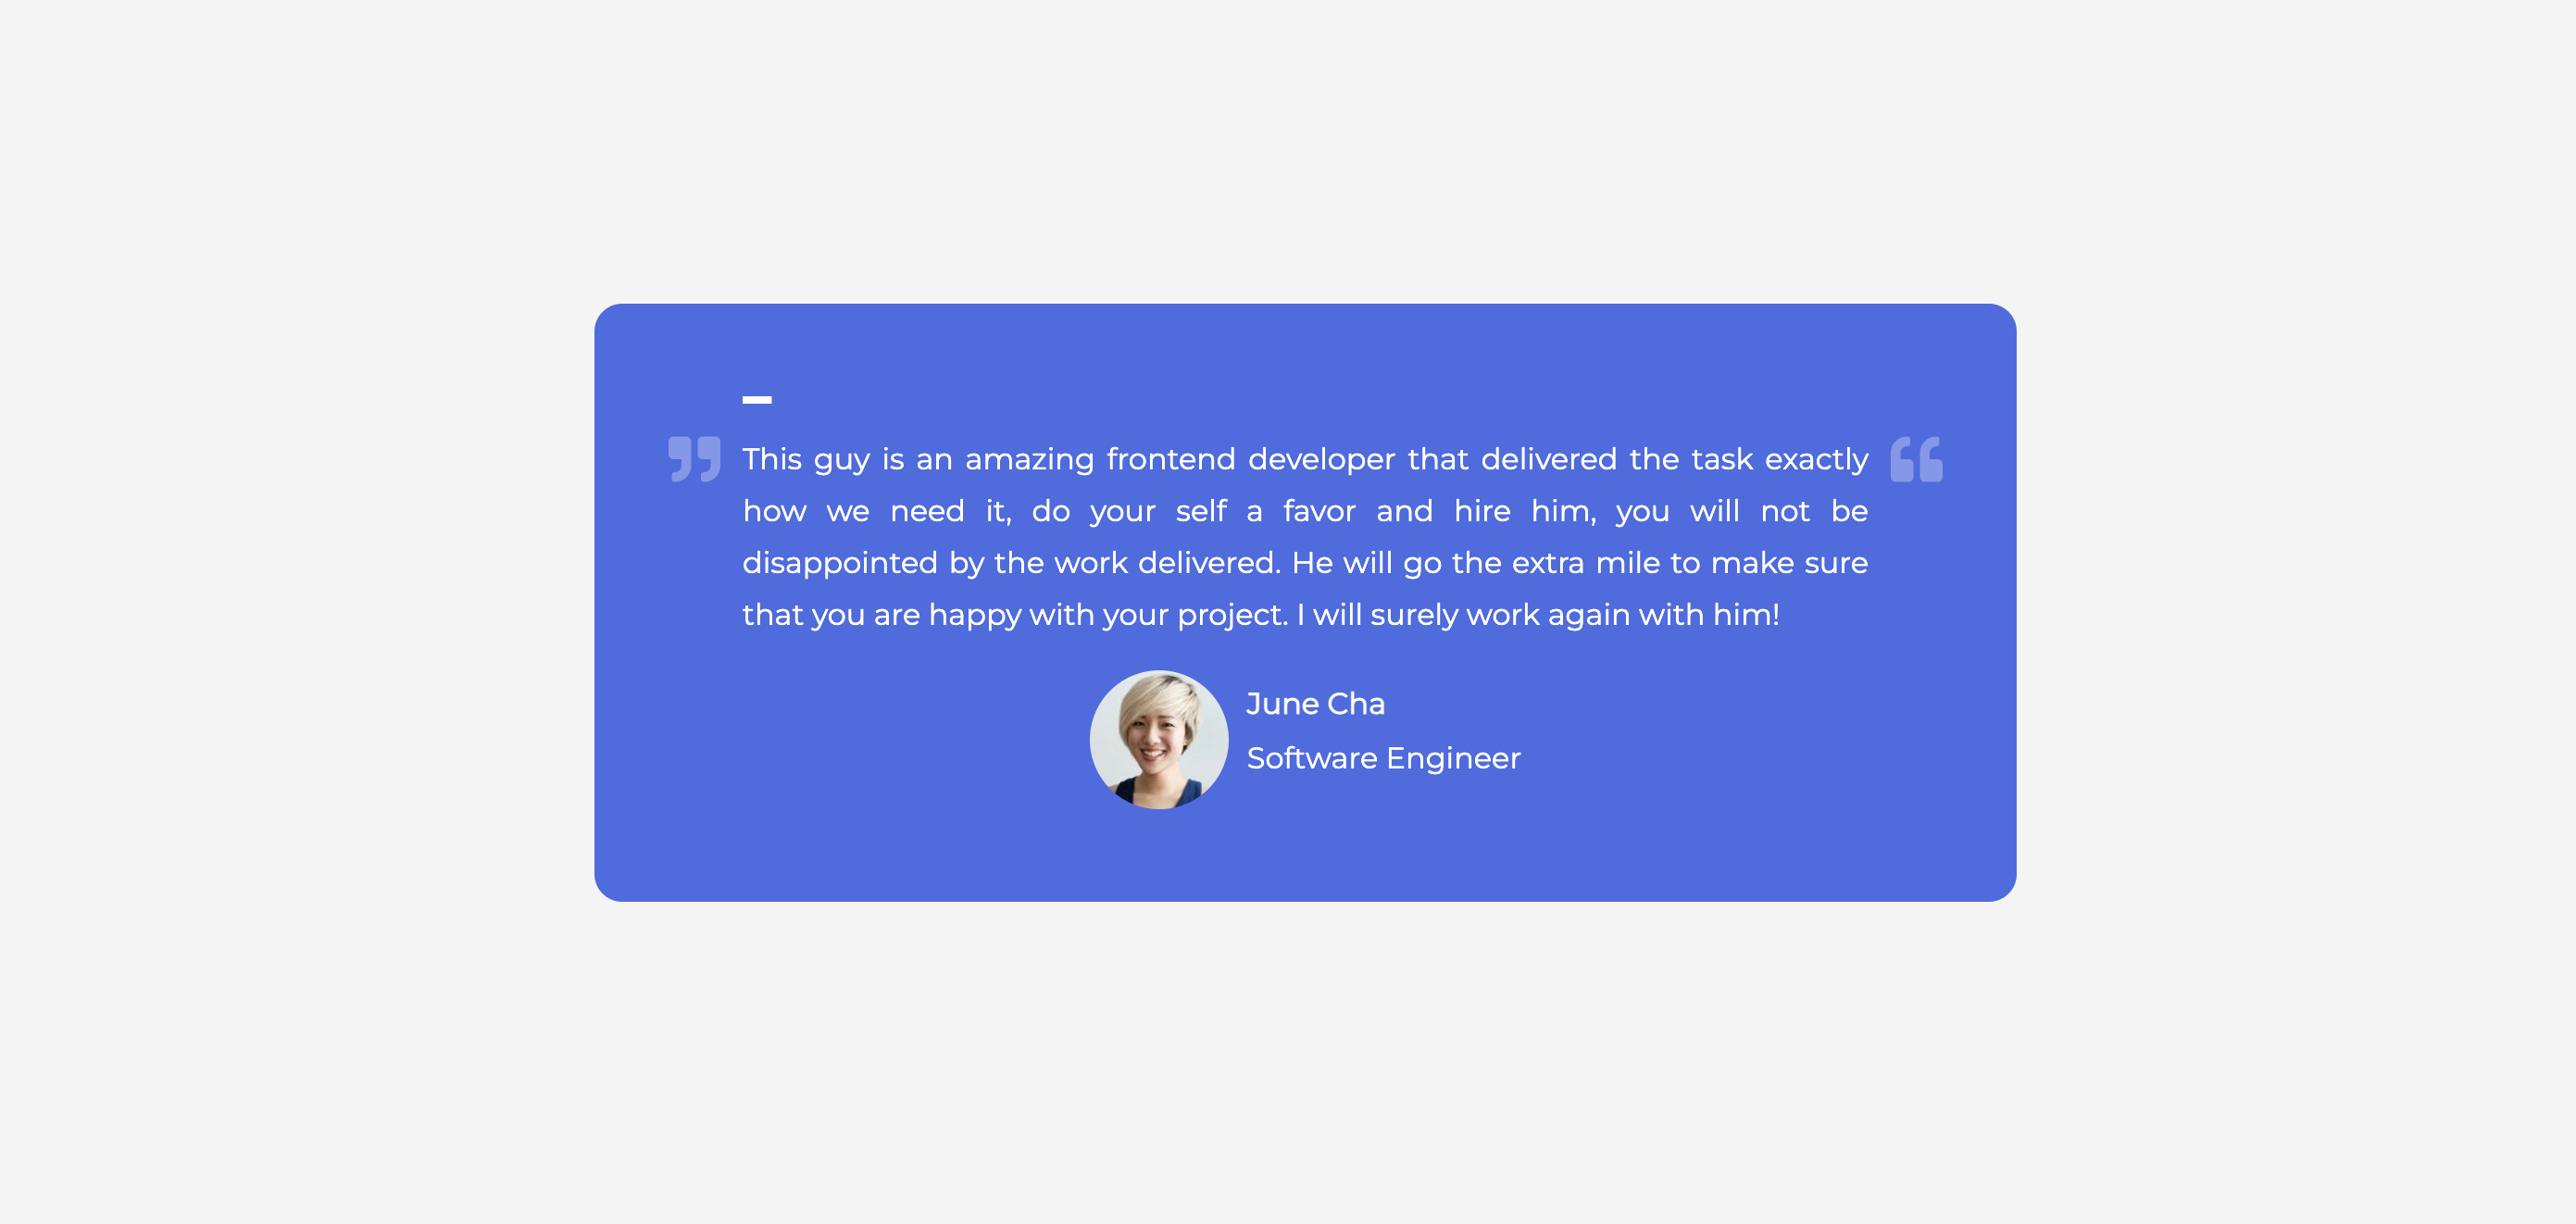 This guy is an amazing frontend developer that delivered the task exactly
how we need it, do your self a favor and hire him, you will not be
disappointed by the work delivered. He will go the extra mile to make sure
that you are happy with your project. I will surely work again with him!
June Cha
Software Engineer